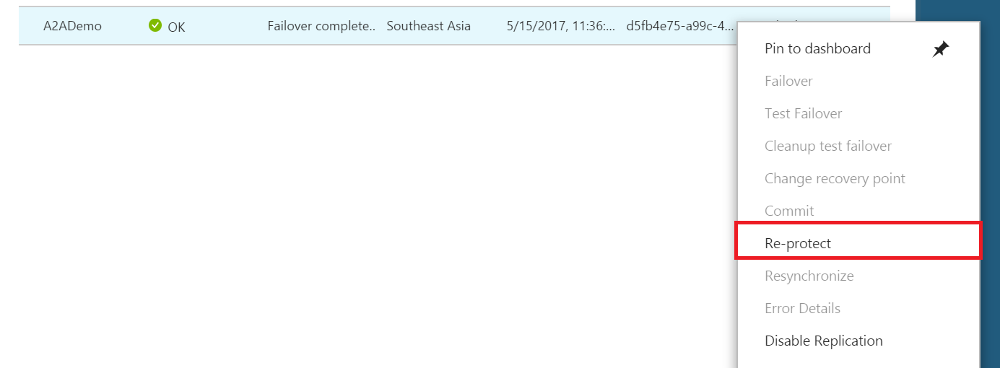 A2ADemo OK Failover complete.. Southeast Asia 5/15/2017, 11:36:... d5fb4e75-a99c-4...
Pin to dashboard
Failover
Test Failover
Cleanup test failover
Change recovery point
Commit
Re-protect
Resynchronize
Error Details
Disable Replication